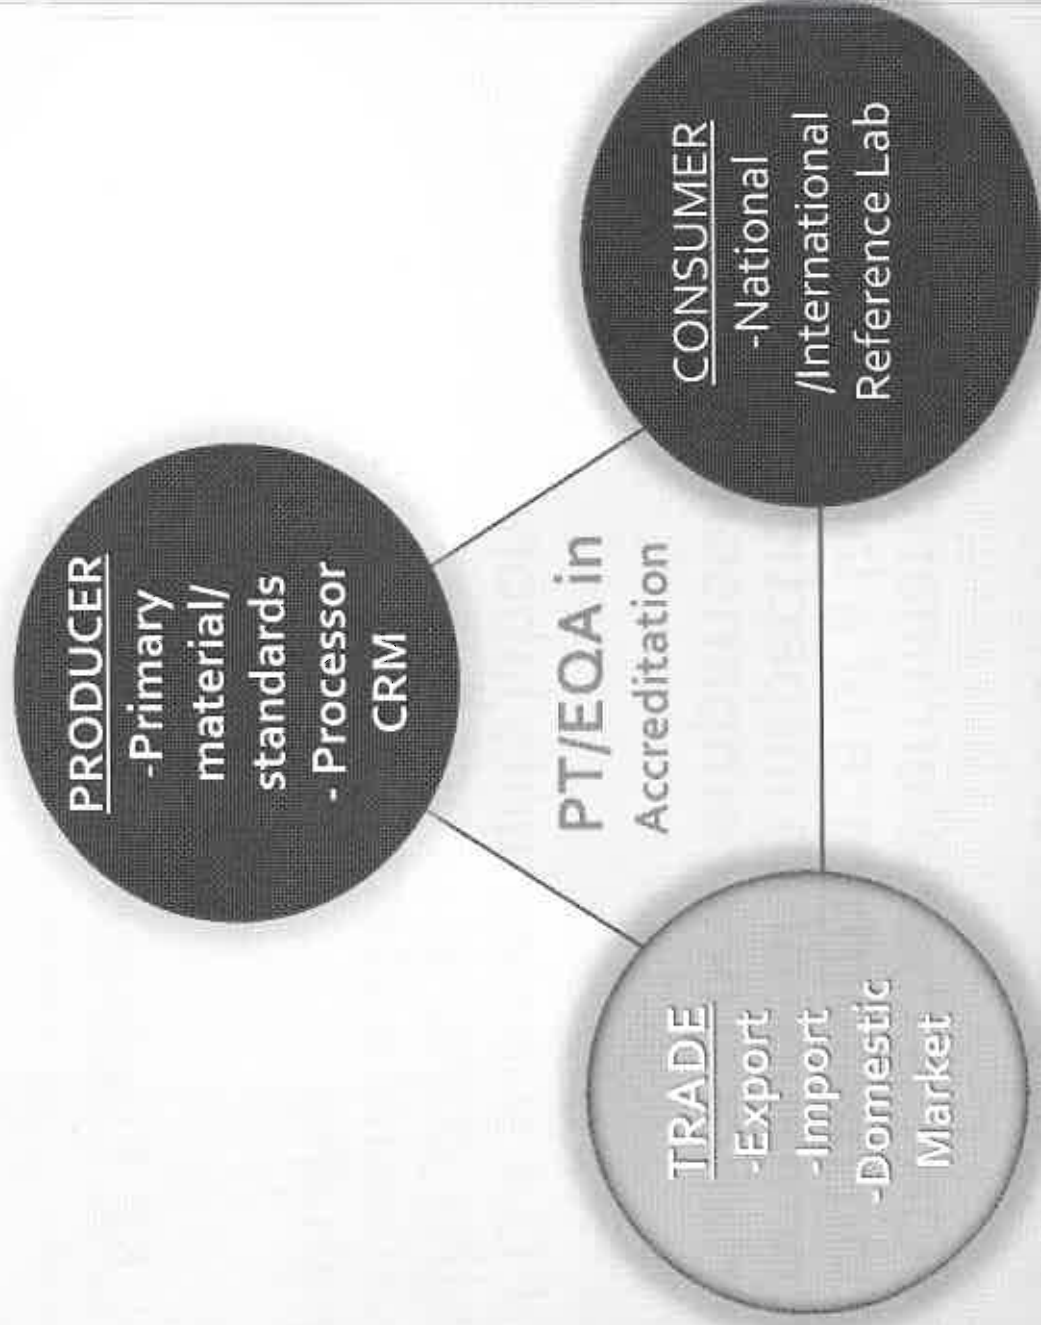 PRODUCER
-Primary
material/
standards
- Processor
CRM
PT/EQA in
Accreditation
TRADE
-Export
-Import
-Domestic
Market
CONSUMER
-National
/International
Reference Lab